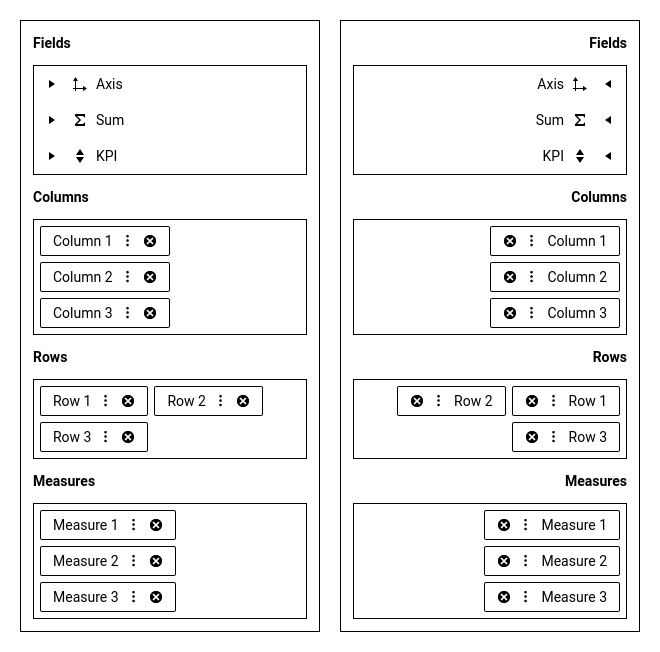 Fields
Axis
Sum
KPI
Columns
Column 1
Column 2
Column 3
Rows
Row 1 Row 2
Row 3
Measures
Measure 1
Measure 2
Measure 3
Fields
Axis
Sum
KPI
Columns
Column 1
Column 2
Column 3
Rows
Row 2 Row 1
Row 3
Measures
Measure 1
Measure 2
Measure 3